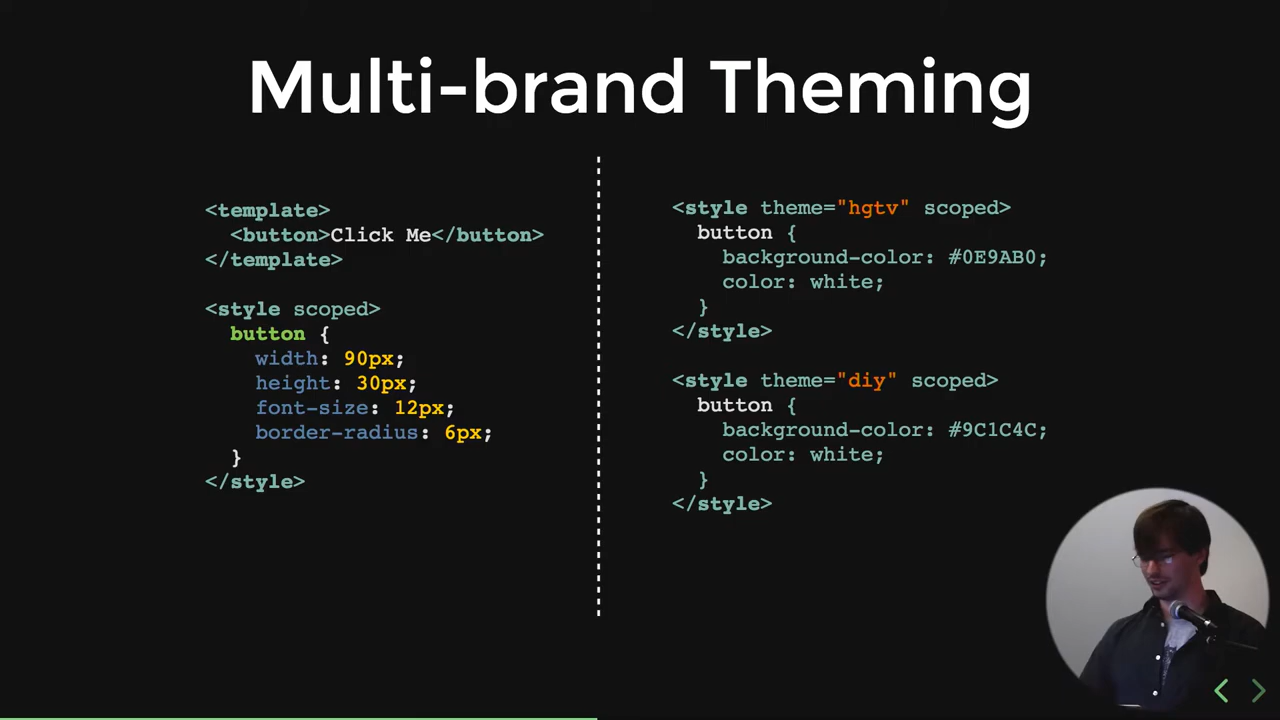 Multi-brand Theming
<template>
<button>Click Me</button>
</template>
<style scoped>
button {
width: 90px;
height: 30px;
font-size: 12px;
border-radius: 6px;
}
</style>
<style theme="hgtv" scoped>
button {
background-color: #0E9AB0;
color: white;
}
</style>
<style theme="diy" scoped>
button {
background-color: #9C1C4C;
color: white;
}
</style>